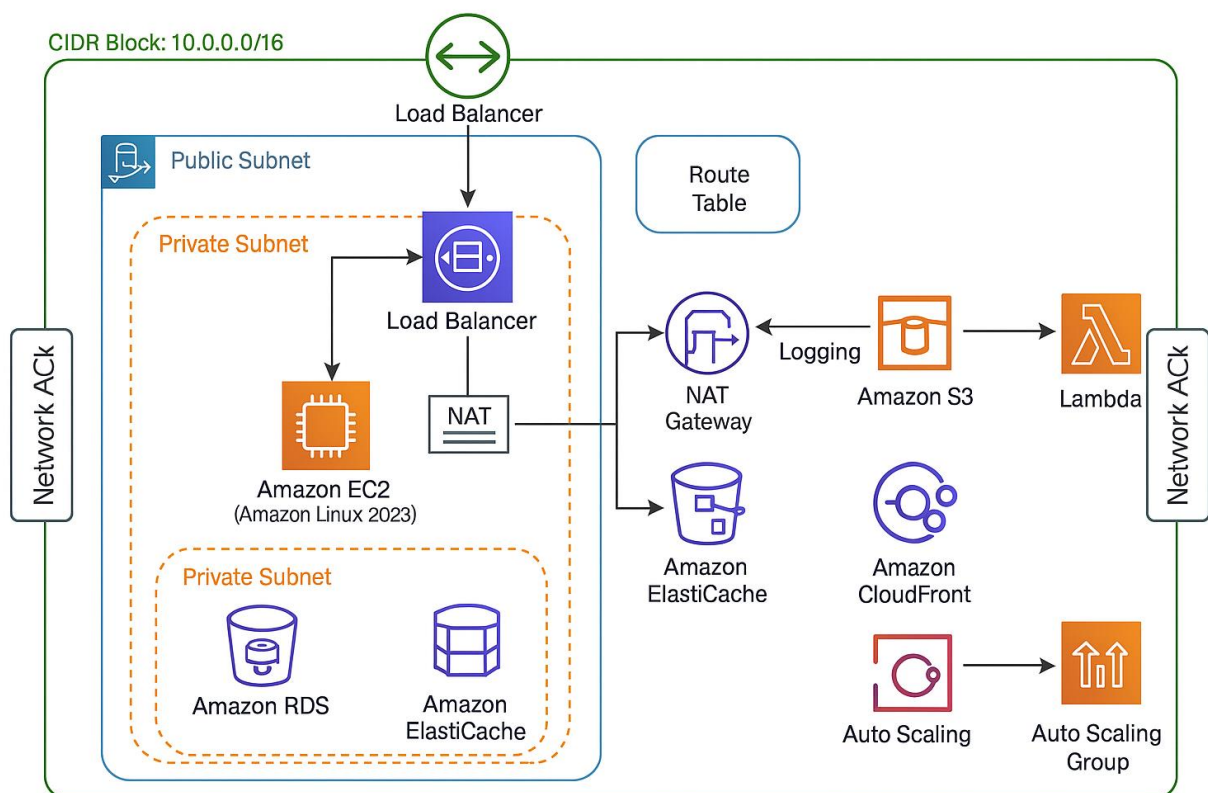 CIDR Block: 10.0.0.0/16
Load Balancer
Public Subnet
Route
Table
Private Subnet
Load Balancer
Logging
NAT
Gateway
Amazon S3
Lambda
Network ACk
Network ACk
NAT
Amazon EC2
(Amazon Linux 2023)
Amazon
ElastiCache
Amazon
CloudFront
Private Subnet
Amazon RDS
Amazon
ElastiCache
Auto Scaling
Auto Scaling
Group